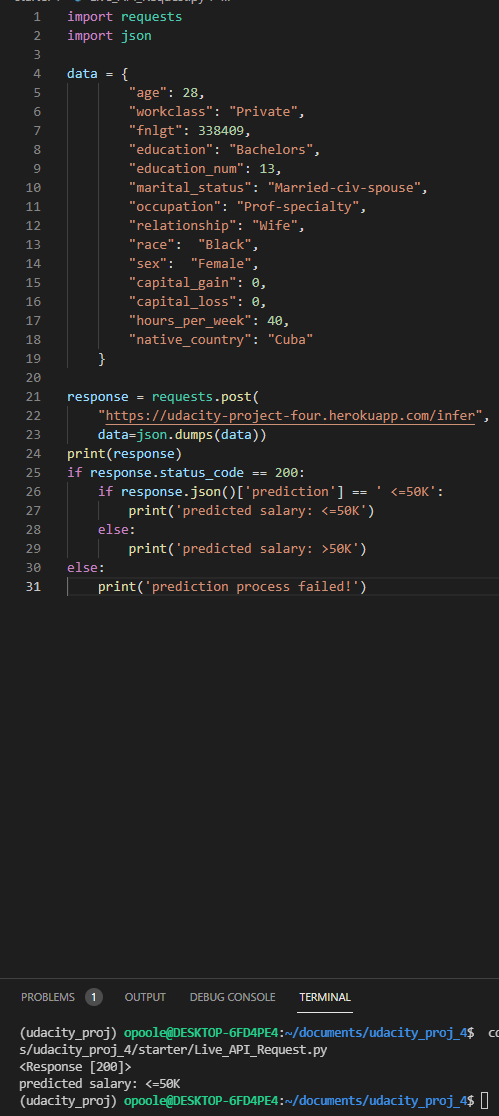 1 import requests
2 import json
3
4 data = {
5 "age": 28,
6 "workclass": "Private",
7 "fnlgt": 338409,
8 "education": "Bachelors",
9 "education_num": 13,
10 "marital_status": "Married-civ-spouse",
11 "occupation": "Prof-specialty",
12 "relationship": "Wife",
13 "race":  "Black",
14 "sex":  "Female",
15 "capital_gain": 0,
16 "capital_loss": 0,
17 "hours_per_week": 40,
18 "native_country": "Cuba"
19 }
20
21 response = requests.post(
22 "https://udacity-project-four.herokuapp.com/infer",
23 data=json.dumps(data))
24 print(response)
25 if response.status_code == 200:
26 if response.json()['prediction'] == ' <=50K':
27 print('predicted salary: <=50K')
28 else:
29 print('predicted salary: >50K')
30 else:
31 print('prediction process failed!')
PROBLEMS 1 OUTPUT DEBUG CONSOLE TERMINAL
(udacity_proj) opoole@DESKTOP-6FD4PE4:~/documents/udacity_proj_4$
s/udacity_proj_4/starter/Live_API_Request.py
<Response [200]>
predicted salary: <=50K
(udacity_proj) opoole@DESKTOP-6FD4PE4:~/documents/udacity_proj_4$